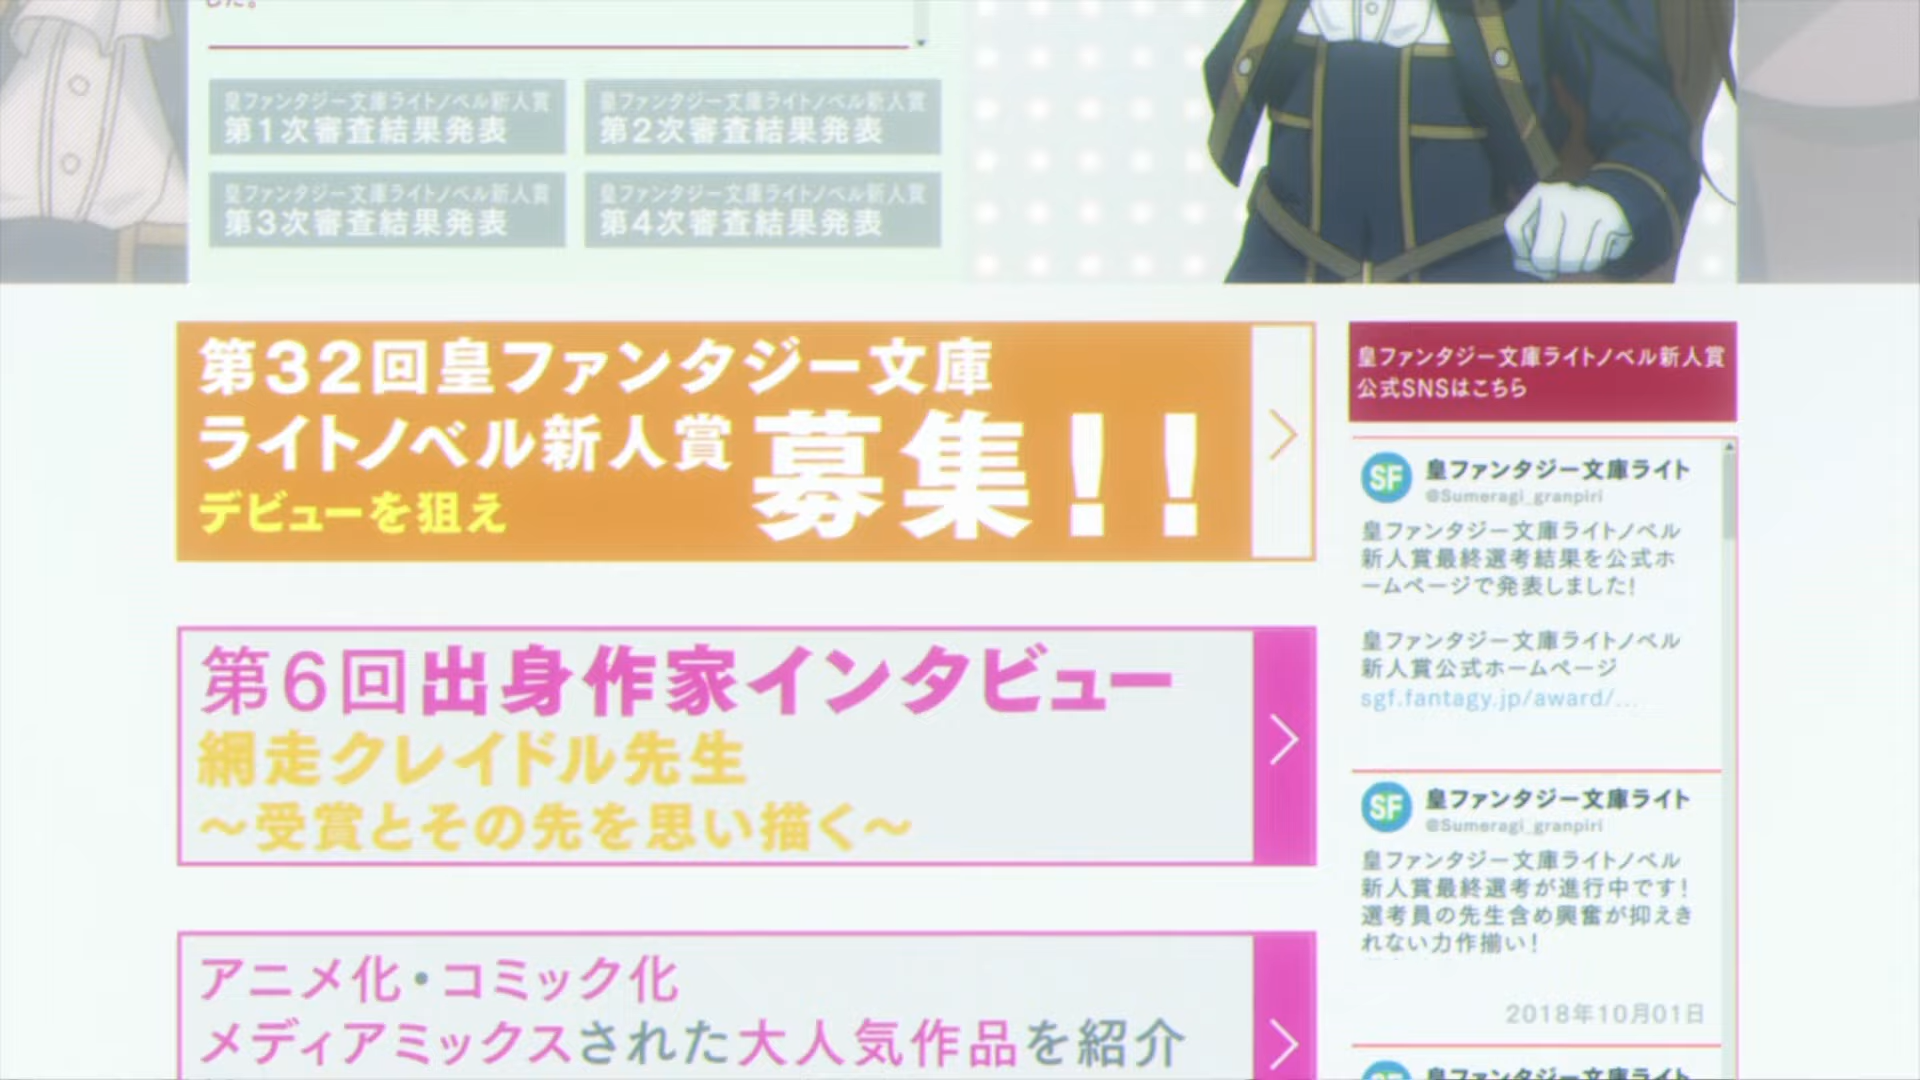 した。
皇ファンタジー文庫ライトノベル新人賞
第1次審査結果発表
皇ファンタジー文庫ライトノベル新人賞
第2次審査結果発表
皇ファンタジー文庫ライトノベル新人賞
第3次審査結果発表
皇ファンタジー文庫ライトノベル新人賞
第4次審査結果発表
第32回皇ファンタジー文庫
ライトノベル新人賞 募集!!
デビューを狙え
第6回出身作家インタビュー
網走クレイドル先生
～受賞とその先を思い描く～
アニメ化・コミック化
メディアミックスされた大人気作品を紹介
皇ファンタジー文庫ライトノベル新人賞
公式SNSはこちら
SF 皇ファンタジー文庫ライト
@Sumeragi_granpiri
皇ファンタジー文庫ライトノベル
新人賞最終選考結果を公式ホ
ームページで発表しました!
皇ファンタジー文庫ライトノベル
新人賞公式ホームページ
sgf.fantagy.jp/award/...
SF 皇ファンタジー文庫ライト
@Sumeragi_granpiri
皇ファンタジー文庫ライトノベル
新人賞最終選考が進行中です!
選考員の先生含め興奮が抑えき
れない力作揃い!
2018年10月01日
SF 皇ファンタジー文庫ライト